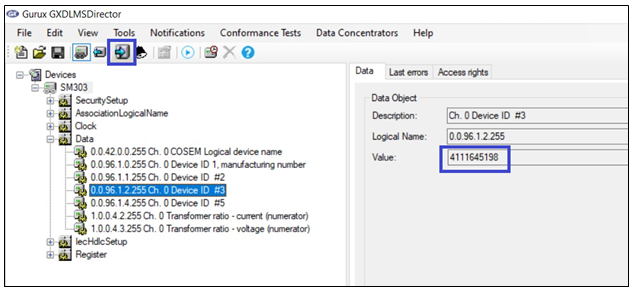 Gurux GXDLMSDirector
File Edit View Tools Notifications Conformance Tests Data Concentrators Help
Devices
SM303
SecuritySetup
AssociationLogicalName
Clock
Data
0.0.42.0.0.255 Ch. 0 COSEM Logical device name
0.0.96.1.0.255 Ch. 0 Device ID 1, manufacturing number
0.0.96.1.1.255 Ch. 0 Device ID #2
0.0.96.1.2.255 Ch. 0 Device ID #3
0.0.96.1.4.255 Ch. 0 Device ID #5
1.0.0.4.2.255 Ch. 0 Transformer ratio - current (numerator)
1.0.0.4.3.255 Ch. 0 Transformer ratio - voltage (numerator)
IecHdlcSetup
Register
Data Last errors Access rights
Data Object
Description: Ch. 0 Device ID #3
Logical Name: 0.0.96.1.2.255
Value: 4111645198